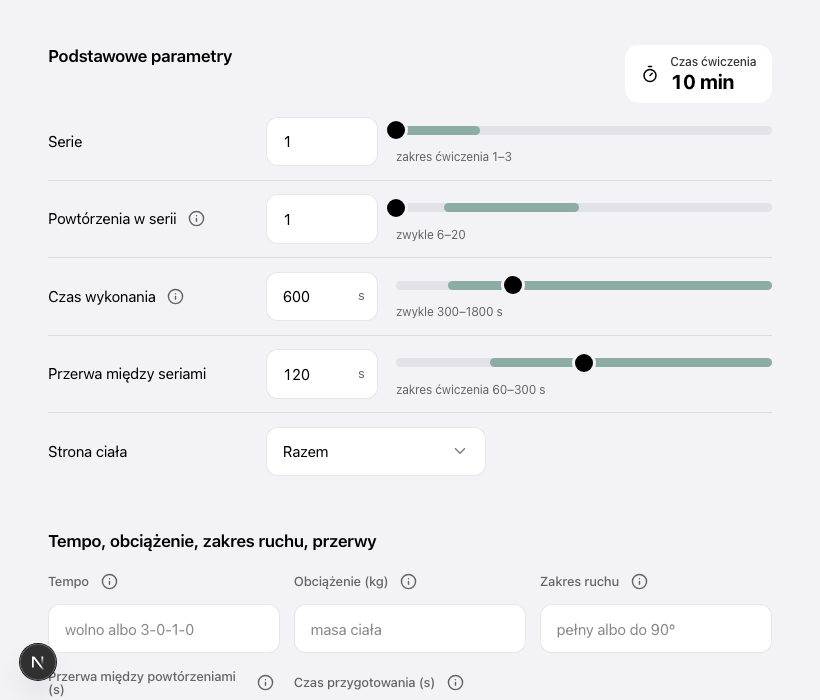 Podstawowe parametry
Czas ćwiczenia
10 min
Serie
1
zakres ćwiczenia 1–3
Powtórzenia w serii
1
zwykle 6–20
Czas wykonania
600 s
zwykle 300–1800 s
Przerwa między seriami
120 s
zakres ćwiczenia 60–300 s
Strona ciała
Razem
Tempo, obciążenie, zakres ruchu, przerwy
Tempo
Obciążenie (kg)
Zakres ruchu
wolno albo 3-0-1-0
masa ciała
pełny albo do 90°
N
Przerwa między powtórzeniami
(s)
Czas przygotowania (s)